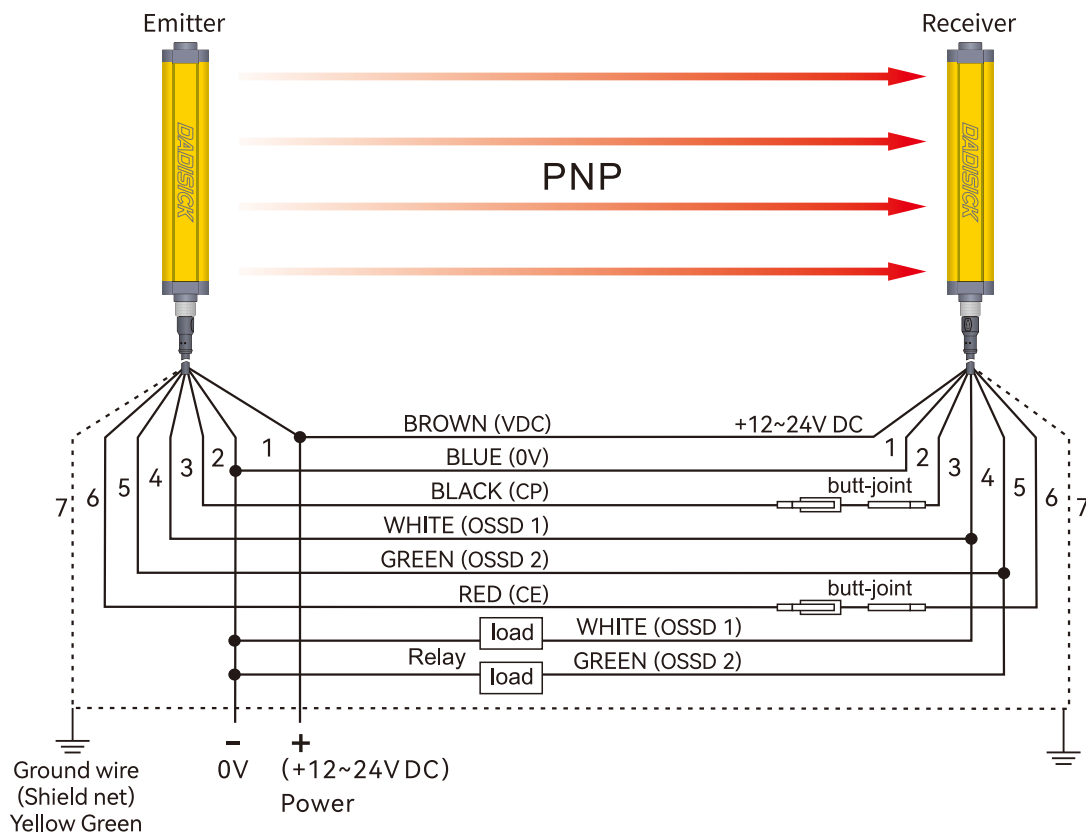 Emitter
Receiver
DADISICK
DADISICK
PNP
BROWN (VDC)
+12~24V DC
1
1
BLUE (0V)
2
2
BLACK (CP)
butt-joint
3
3
WHITE (OSSD 1)
4
4
GREEN (OSSD 2)
5
5
RED (CE)
butt-joint
6
6
7
7
load
WHITE (OSSD 1)
Relay
load
GREEN (OSSD 2)
-
+
0V
(+12~24V DC)
Power
Ground wire
(Shield net)
Yellow Green